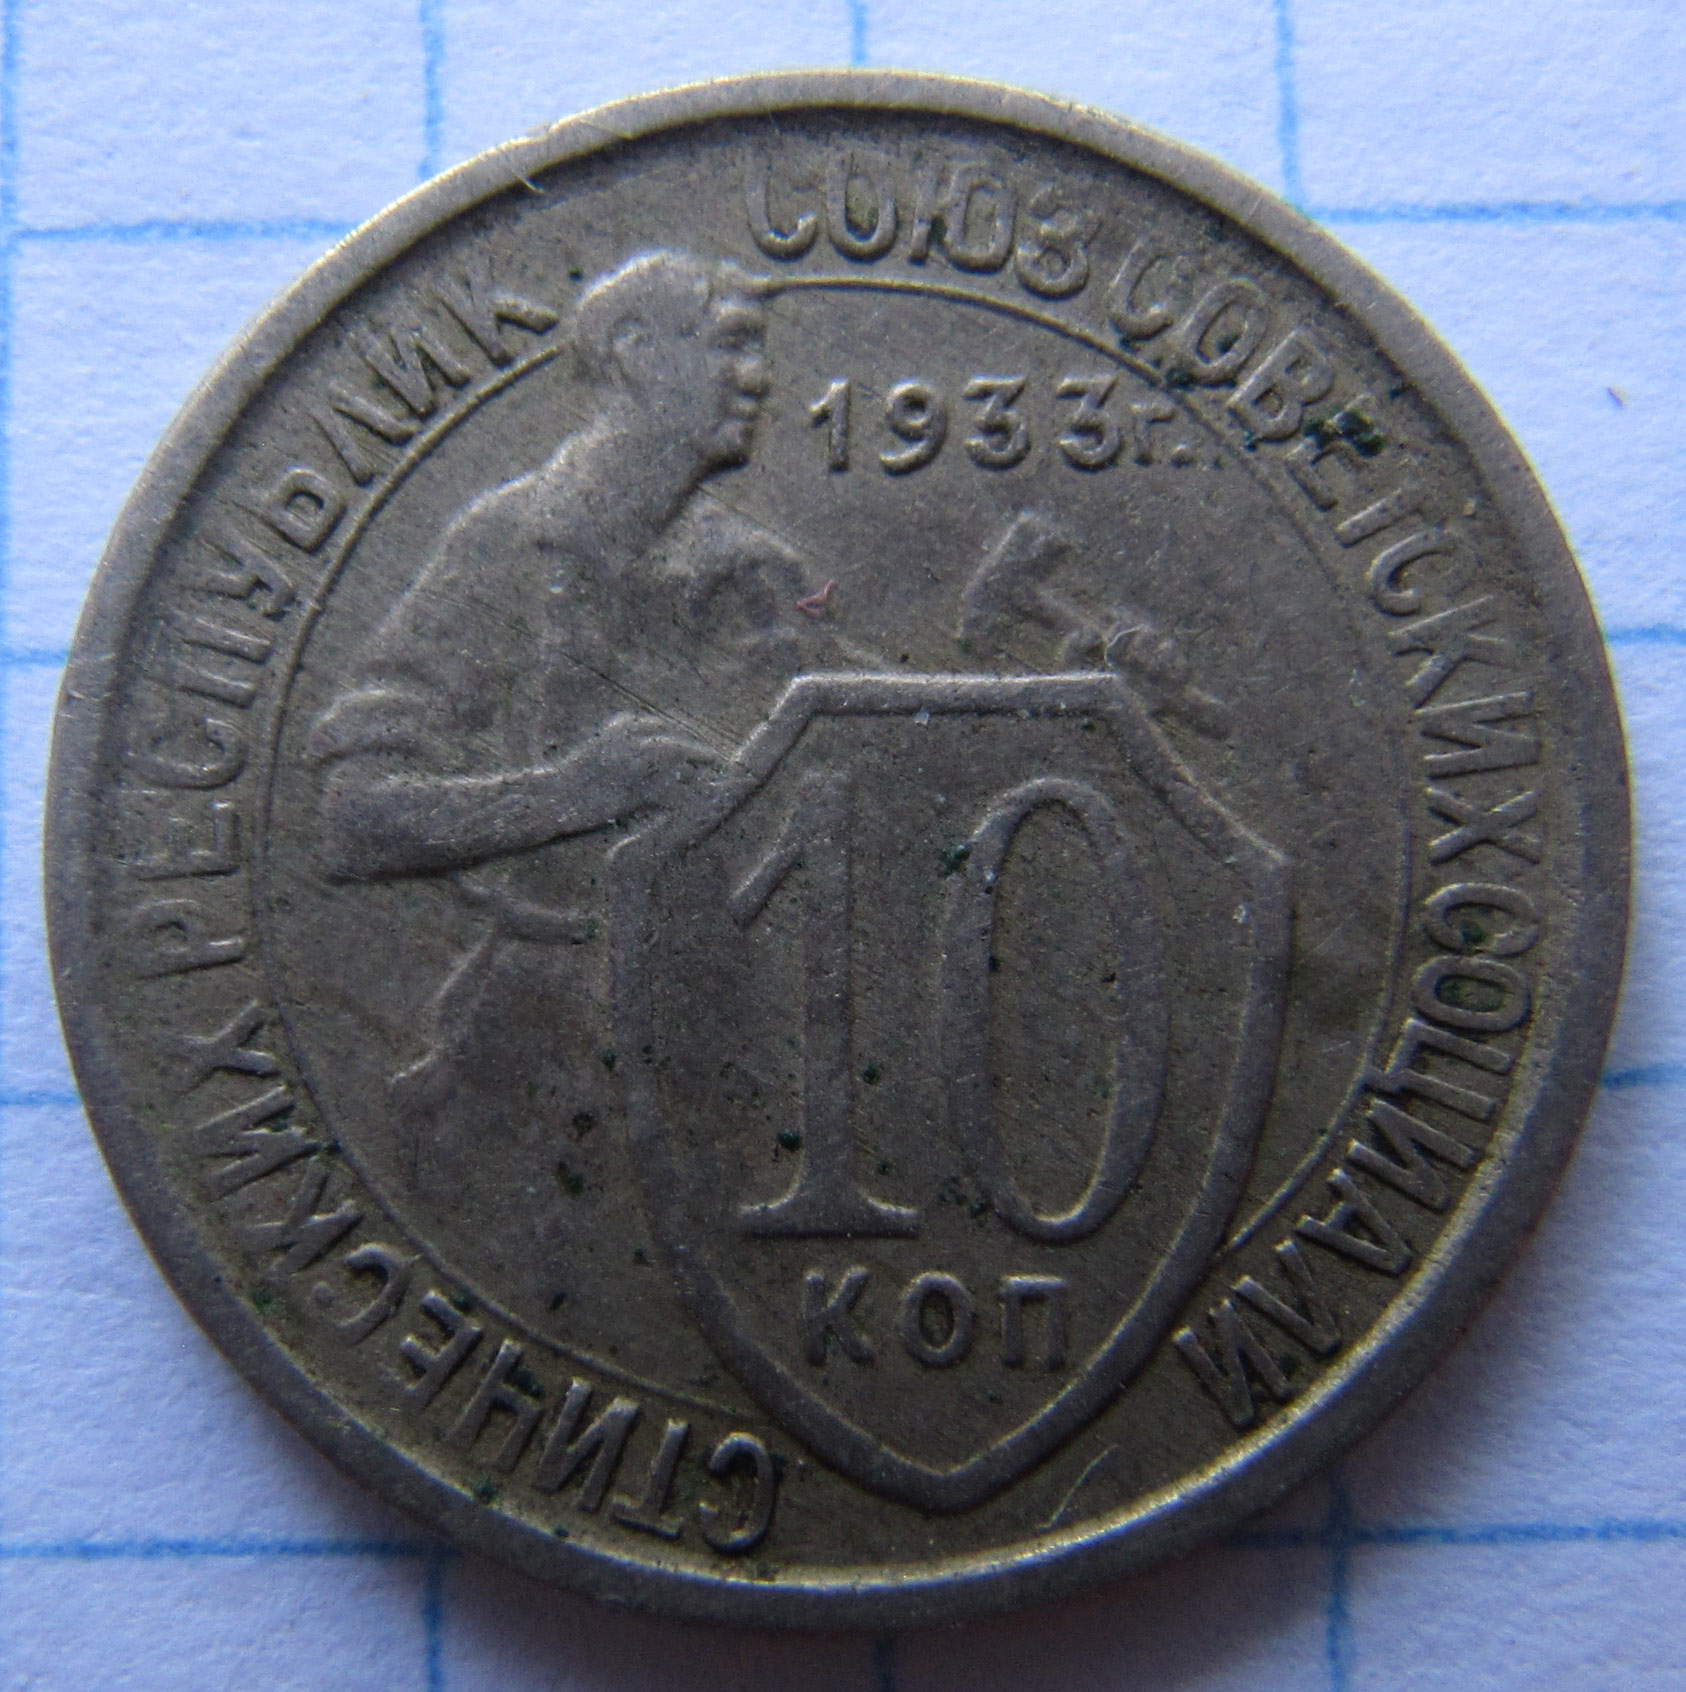 СОЮЗ СОВЕТСКИХ СОЦИАЛИСТИЧЕСКИХ РЕСПУБЛИК
1933г.
10
КОП